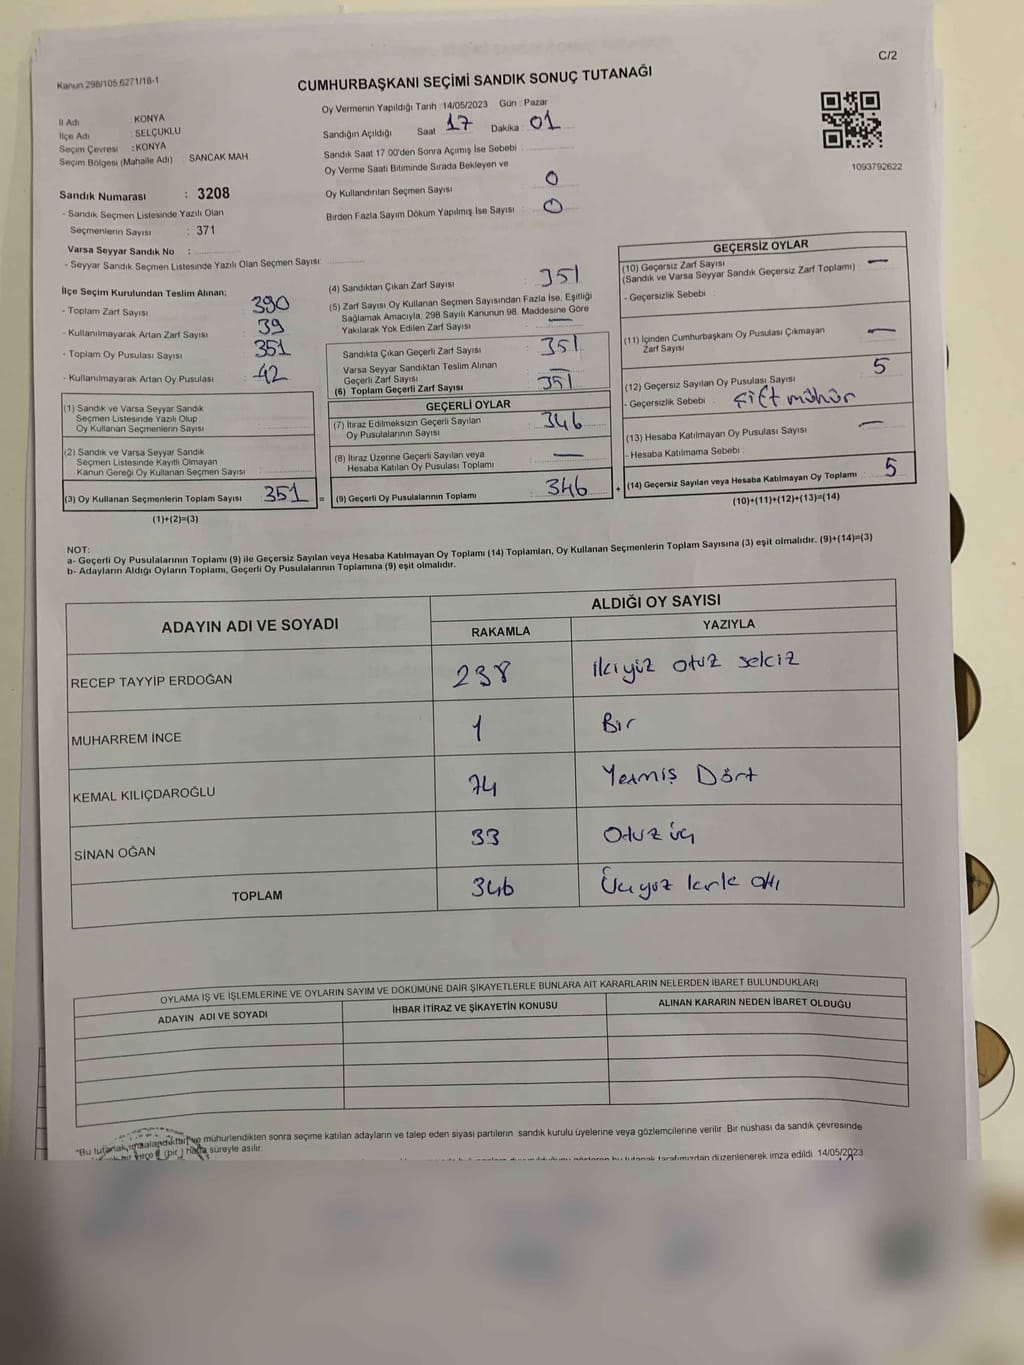 C/2
Kanun 298/105.6271/18-1
CUMHURBAŞKANI SEÇİMİ SANDIK SONUÇ TUTANAĞI
İl Adı : KONYA
İlçe Adı : SELÇUKLU
Seçim Çevresi : KONYA
Seçim Bölgesi (Mahalle Adı) : SANCAK MAH
Oy Vermenin Yapıldığı Tarih : 14/05/2023 Gün : Pazar
Sandığın Açıldığı Saat 17 Dakika : 01
Sandık Saat 17 00'den Sonra Açımış İse Sebebi :
Oy Verme Saati Bitiminde Sırada Bekleyen ve
Oy Kullandırılan Seçmen Sayısı 0
Birden Fazla Sayım Döküm Yapılmış İse Sayısı : 0
1093792622
Sandık Numarası : 3208
- Sandık Seçmen Listesinde Yazılı Olan
Seçmenlerin Sayısı : 371
Varsa Seyyar Sandık No :
- Seyyar Sandık Seçmen Listesinde Yazılı Olan Seçmen Sayısı:
İlçe Seçim Kurulundan Teslim Alınan;
- Toplam Zarf Sayısı : 390
- Kullanılmayarak Artan Zarf Sayısı : 39
- Toplam Oy Pusulası Sayısı : 351
- Kullanılmayarak Artan Oy Pusulası : 42
(1) Sandık ve Varsa Seyyar Sandık
Seçmen Listesinde Yazılı Olup
Oy Kullanan Seçmenlerin Sayısı :
(2) Sandık ve Varsa Seyyar Sandık
Seçmen Listesinde Kayıtlı Olmayan
Kanun Gereği Oy Kullanan Seçmen Sayısı :
(3) Oy Kullanan Seçmenlerin Toplam Sayısı : 351 =
(1)+(2)=(3)
(4) Sandıktan Çıkan Zarf Sayısı : 351
(5) Zarf Sayısı Oy Kullanan Seçmen Sayısından Fazla İse, Eşitliği
Sağlamak Amacıyla, 298 Sayılı Kanunun 98. Maddesine Göre
Yakılarak Yok Edilen Zarf Sayısı : —
Sandıkta Çıkan Geçerli Zarf Sayısı : 351
Varsa Seyyar Sandıktan Teslim Alınan
Geçerli Zarf Sayısı : —
(6) Toplam Geçerli Zarf Sayısı : 351
GEÇERLİ OYLAR
(7) İtiraz Edilmeksizin Geçerli Sayılan
Oy Pusulalarının Sayısı : 346
(8) İtiraz Üzerine Geçerli Sayılan veya
Hesaba Katılan Oy Pusulası Toplamı : —
(9) Geçerli Oy Pusulalarının Toplamı : 346 +
GEÇERSİZ OYLAR
(10) Geçersiz Zarf Sayısı
(Sandık ve Varsa Seyyar Sandık Geçersiz Zarf Toplamı) : —
- Geçersizlik Sebebi :
(11) İçinden Cumhurbaşkanı Oy Pusulası Çıkmayan
Zarf Sayısı : —
(12) Geçersiz Sayılan Oy Pusulası Sayısı : 5
- Geçersizlik Sebebi : Çift mühür
(13) Hesaba Katılmayan Oy Pusulası Sayısı : —
- Hesaba Katılmama Sebebi :
(14) Geçersiz Sayılan veya Hesaba Katılmayan Oy Toplamı : 5
(10)+(11)+(12)+(13)=(14)
NOT:
a- Geçerli Oy Pusulalarının Toplamı (9) ile Geçersiz Sayılan veya Hesaba Katılmayan Oy Toplamı (14) Toplamları, Oy Kullanan Seçmenlerin Toplam Sayısına (3) eşit olmalıdır. (9)+(14)=(3)
b- Adayların Aldığı Oyların Toplamı, Geçerli Oy Pusulalarının Toplamına (9) eşit olmalıdır.
ADAYIN ADI VE SOYADI
ALDIĞI OY SAYISI
RAKAMLA YAZIYLA
RECEP TAYYİP ERDOĞAN 238 ikiyüz otuz sekiz
MUHARREM İNCE 1 Bir
KEMAL KILIÇDAROĞLU 74 Yetmiş Dört
SİNAN OĞAN 33 Otuz üç
TOPLAM 346 Üçyüz kırk altı
OYLAMA İŞ VE İŞLEMLERİNE VE OYLARIN SAYIM VE DÖKÜMÜNE DAİR ŞİKAYETLERLE BUNLARA AİT KARARLARIN NELERDEN İBARET BULUNDUKLARI
ADAYIN ADI VE SOYADI İHBAR İTİRAZ VE ŞİKAYETİN KONUSU ALINAN KARARIN NEDEN İBARET OLDUĞU
*Bu tutanak imzalandıktan ve mühürlendikten sonra seçime katılan adayların ve talep eden siyasi partilerin sandık kurulu üyelerine veya gözlemcilerine verilir. Bir nüshası da sandık çevresinde
(bir) hafta süreyle asılır.
bu tutanak tarafımızdan düzenlenerek imza edildi. 14/05/2023